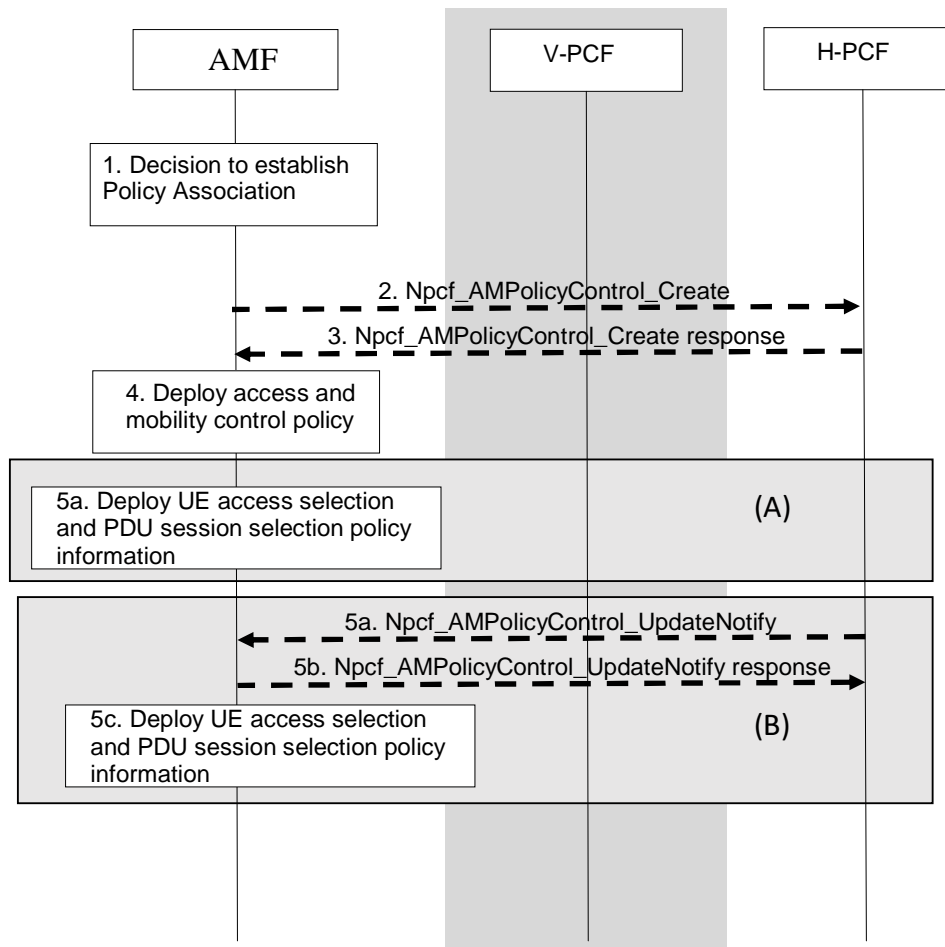 AMF
V-PCF
H-PCF
1. Decision to establish
Policy Association
2. Npcf_AMPolicyControl_Create
3. Npcf_AMPolicyControl_Create response
4. Deploy access and
mobility control policy
5a. Deploy UE access selection
and PDU session selection policy
information
(A)
5a. Npcf_AMPolicyControl_UpdateNotify
5b. Npcf_AMPolicyControl_UpdateNotify response
5c. Deploy UE access selection
and PDU session selection policy
information
(B)